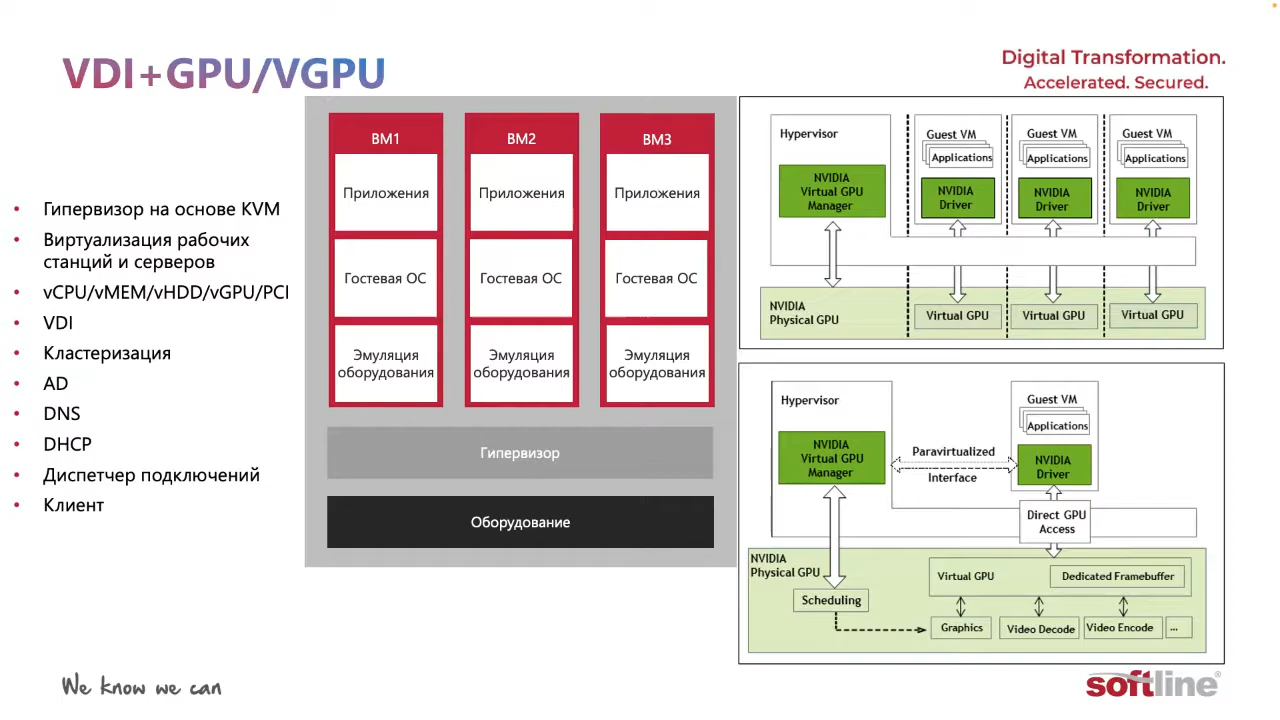 VDI+GPU/VGPU
Digital Transformation.
Accelerated. Secured.
• Гипервизор на основе KVM
• Виртуализация рабочих
станций и серверов
• vCPU/vMEM/vHDD/vGPU/PCI
• VDI
• Кластеризация
• AD
• DNS
• DHCP
• Диспетчер подключений
• Клиент
ВМ1
Приложения
Гостевая ОС
Эмуляция
оборудования
ВМ2
Приложения
Гостевая ОС
Эмуляция
оборудования
ВМ3
Приложения
Гостевая ОС
Эмуляция
оборудования
Гипервизор
Оборудование
Hypervisor
NVIDIA
Virtual GPU
Manager
Guest VM
Applications
NVIDIA
Driver
Guest VM
Applications
NVIDIA
Driver
Guest VM
Applications
NVIDIA
Driver
NVIDIA
Physical GPU
Virtual GPU
Virtual GPU
Virtual GPU
Hypervisor
NVIDIA
Virtual GPU
Manager
Paravirtualized
Interface
Guest VM
Applications
NVIDIA
Driver
Direct GPU
Access
NVIDIA
Physical GPU
Scheduling
Virtual GPU
Dedicated Framebuffer
Graphics
Video Decode
Video Encode
...
We know we can
softline®